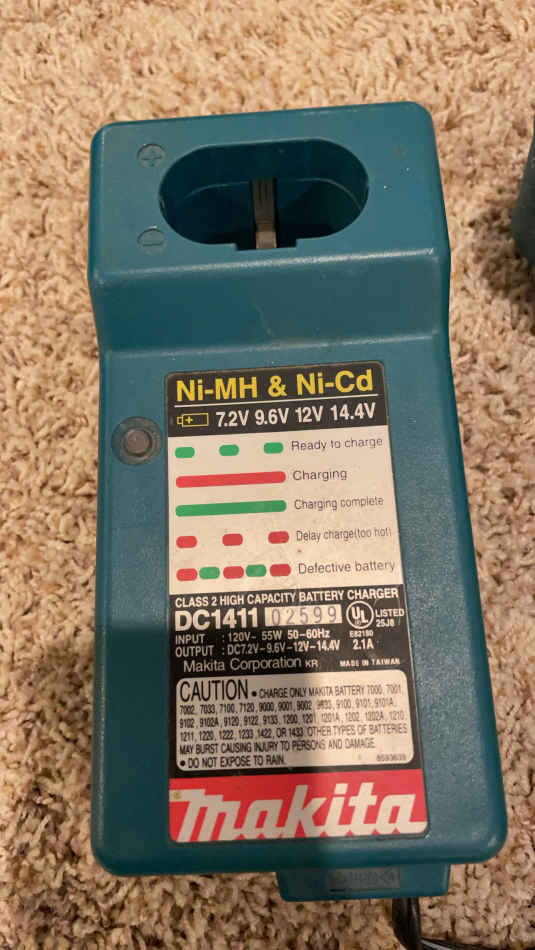 Ni-MH & Ni-Cd
7.2V 9.6V 12V 14.4V
Ready to charge
Charging
Charging complete
Delay charge(too hot)
Defective battery
CLASS 2 HIGH CAPACITY BATTERY CHARGER
DC1411 02599 UL LISTED
25J8
INPUT : 120V~ 55W 50-60Hz E82180
OUTPUT : DC7.2V-9.6V-12V-14.4V 2.1A
Makita Corporation KR MADE IN TAIWAN
CAUTION • CHARGE ONLY MAKITA BATTERY 7000, 7001,
7002, 7033, 7100, 7120, 9000, 9001, 9002, 9033, 9100, 9101, 9101A,
9102, 9102A, 9120, 9122, 9133, 1200, 1201, 1201A, 1202, 1202A, 1210,
1211, 1220, 1222, 1233, 1422, OR 1433. OTHER TYPES OF BATTERIES
MAY BURST CAUSING INJURY TO PERSONS AND DAMAGE.
• DO NOT EXPOSE TO RAIN.
makita